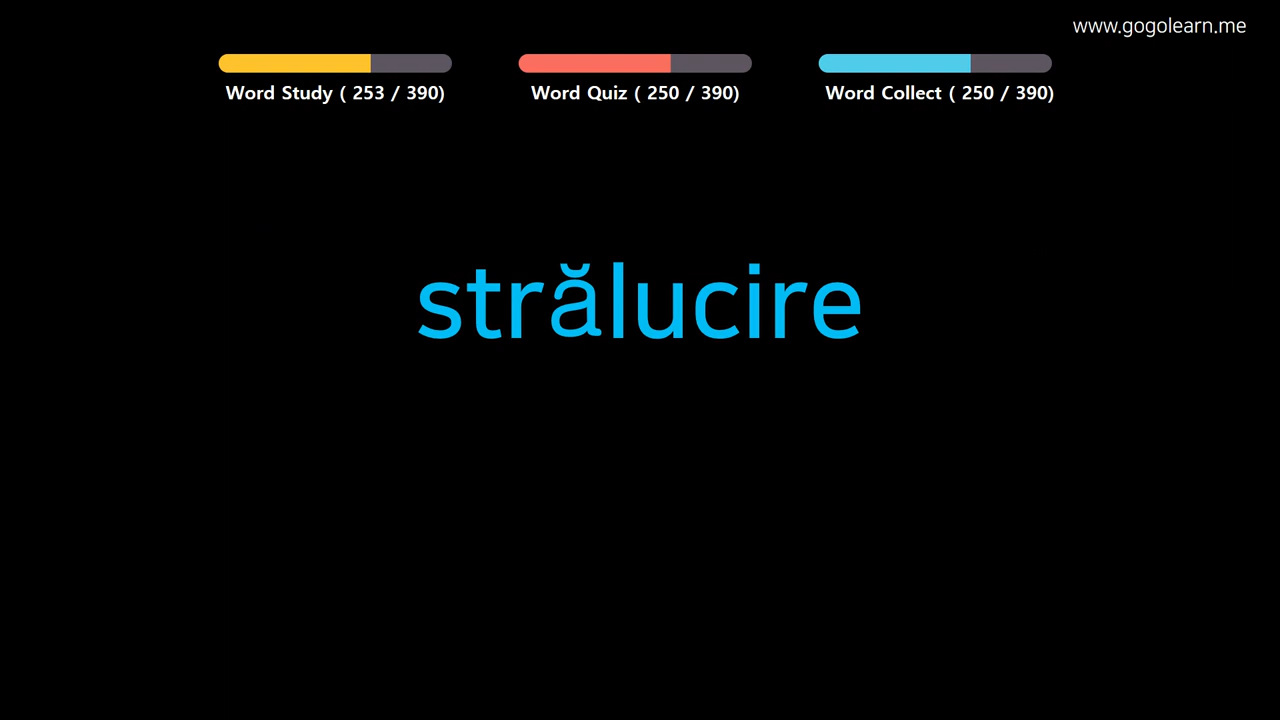 www.gogolearn.me
Word Study ( 253 / 390)
Word Quiz ( 250 / 390)
Word Collect ( 250 / 390)
strălucire